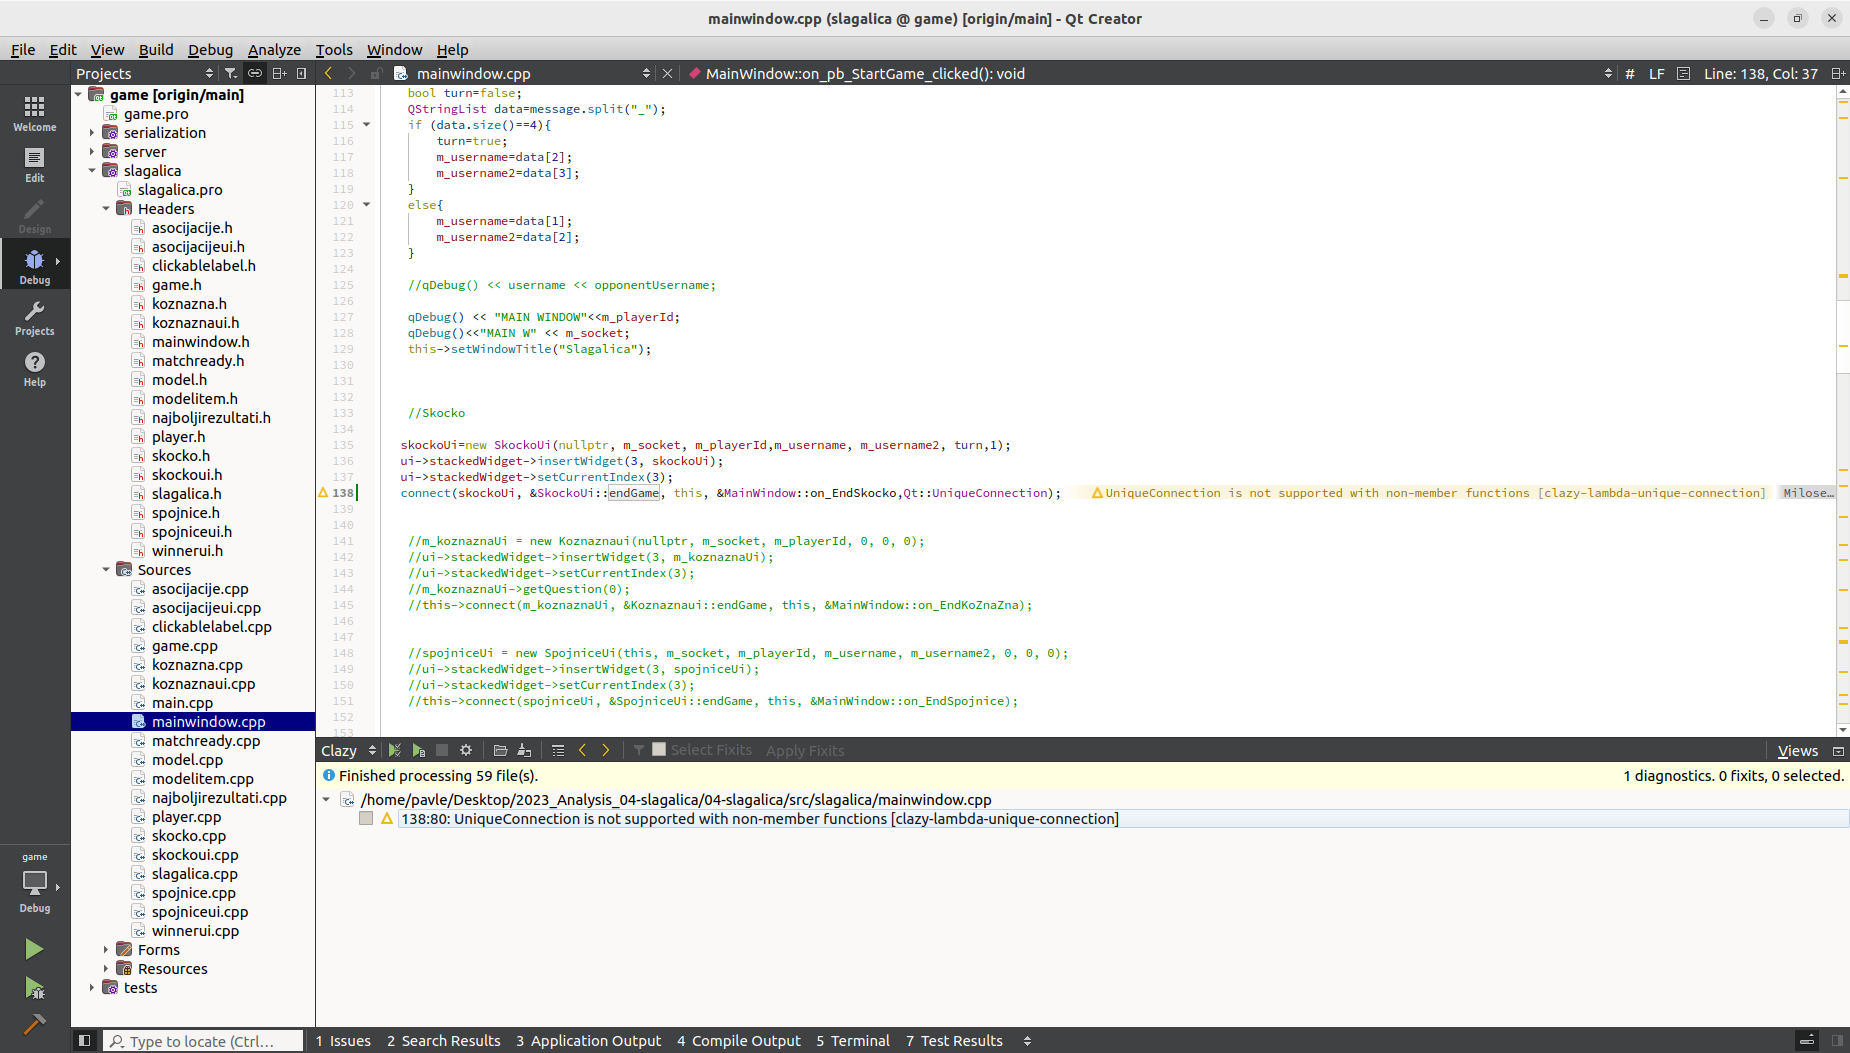 mainwindow.cpp (slagalica @ game) [origin/main] - Qt Creator
File Edit View Build Debug Analyze Tools Window Help
Projects
mainwindow.cpp
MainWindow::on_pb_StartGame_clicked(): void
# LF Line: 138, Col: 37
Welcome
Edit
Design
Debug
Projects
Help
game
Debug
game [origin/main]
game.pro
serialization
server
slagalica
slagalica.pro
Headers
asocijacije.h
asocijacijeui.h
clickablelabel.h
game.h
koznazna.h
koznaznaui.h
mainwindow.h
matchready.h
model.h
modelitem.h
najboljirezultati.h
player.h
skocko.h
skockoui.h
slagalica.h
spojnice.h
spojniceui.h
winnerui.h
Sources
asocijacije.cpp
asocijacijeui.cpp
clickablelabel.cpp
game.cpp
koznazna.cpp
koznaznaui.cpp
main.cpp
mainwindow.cpp
matchready.cpp
model.cpp
modelitem.cpp
najboljirezultati.cpp
player.cpp
skocko.cpp
skockoui.cpp
slagalica.cpp
spojnice.cpp
spojniceui.cpp
winnerui.cpp
Forms
Resources
tests
113 bool turn=false;
114 QStringList data=message.split("_");
115 if (data.size()==4){
116 turn=true;
117 m_username=data[2];
118 m_username2=data[3];
119 }
120 else{
121 m_username=data[1];
122 m_username2=data[2];
123 }
124
125 //qDebug() << username << opponentUsername;
126
127 qDebug() << "MAIN WINDOW"<<m_playerId;
128 qDebug()<<"MAIN W" << m_socket;
129 this->setWindowTitle("Slagalica");
130
131
132
133 //Skocko
134
135 skockoUi=new SkockoUi(nullptr, m_socket, m_playerId,m_username, m_username2, turn,1);
136 ui->stackedWidget->insertWidget(3, skockoUi);
137 ui->stackedWidget->setCurrentIndex(3);
138 connect(skockoUi, &SkockoUi::endGame, this, &MainWindow::on_EndSkocko,Qt::UniqueConnection); UniqueConnection is not supported with non-member functions [clazy-lambda-unique-connection] Milose…
139
140
141 //m_koznaznaUi = new Koznaznaui(nullptr, m_socket, m_playerId, 0, 0, 0);
142 //ui->stackedWidget->insertWidget(3, m_koznaznaUi);
143 //ui->stackedWidget->setCurrentIndex(3);
144 //m_koznaznaUi->getQuestion(0);
145 //this->connect(m_koznaznaUi, &Koznaznaui::endGame, this, &MainWindow::on_EndKoZnaZna);
146
147
148 //spojniceUi = new SpojniceUi(this, m_socket, m_playerId, m_username, m_username2, 0, 0, 0);
149 //ui->stackedWidget->insertWidget(3, spojniceUi);
150 //ui->stackedWidget->setCurrentIndex(3);
151 //this->connect(spojniceUi, &SpojniceUi::endGame, this, &MainWindow::on_EndSpojnice);
152
153
Clazy Select Fixits Apply Fixits Views
Finished processing 59 file(s). 1 diagnostics. 0 fixits, 0 selected.
/home/pavle/Desktop/2023_Analysis_04-slagalica/04-slagalica/src/slagalica/mainwindow.cpp
138:80: UniqueConnection is not supported with non-member functions [clazy-lambda-unique-connection]
Type to locate (Ctrl… 1 Issues 2 Search Results 3 Application Output 4 Compile Output 5 Terminal 7 Test Results